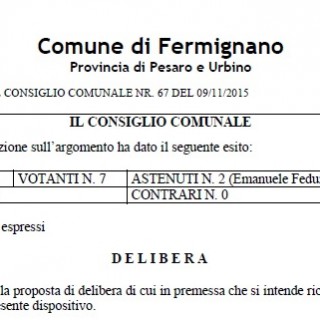 Comune di Fermignano
Provincia di Pesaro e Urbino
L CONSIGLIO COMUNALE NR. 67 DEL 09/11/2015
IL CONSIGLIO COMUNALE
zione sull'argomento ha dato il seguente esito:
VOTANTI N. 7 ASTENUTI N. 2 (Emanuele Fedu
CONTRARI N. 0
espressi
DELIBERA
la proposta di delibera di cui in premessa che si intende ric
esente dispositivo.